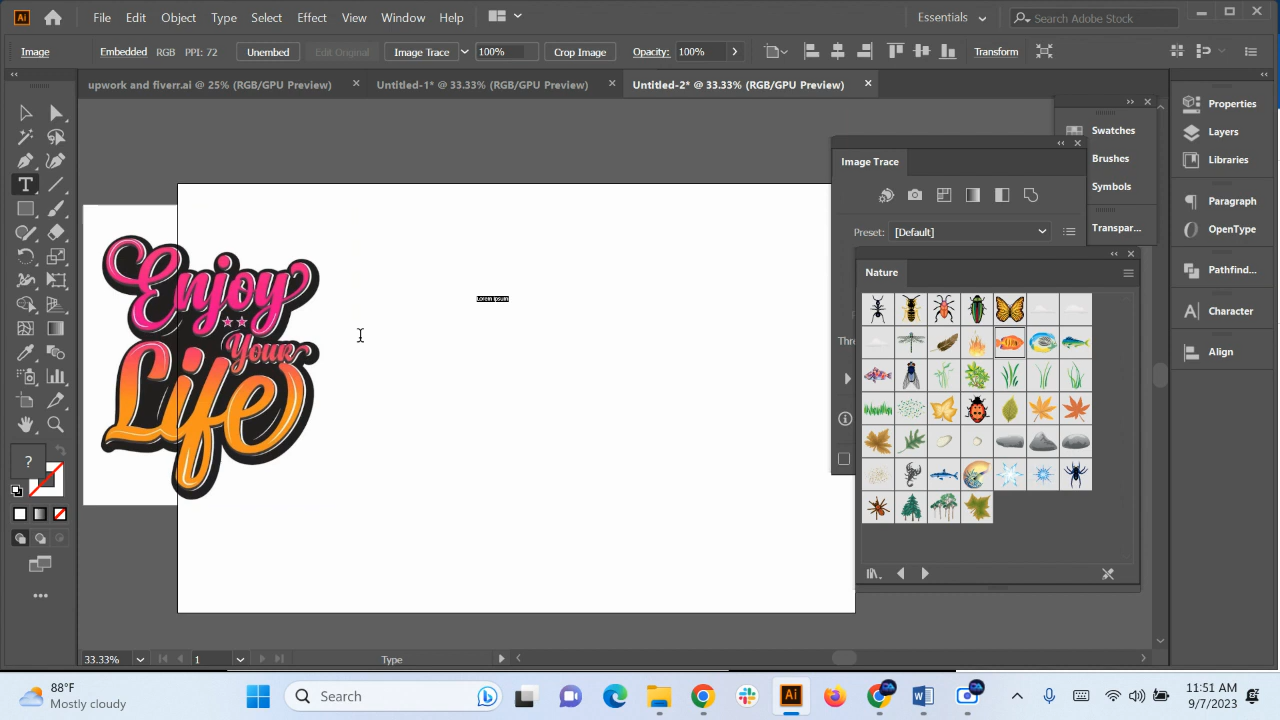 Ai File Edit Object Type Select Effect View Window Help Essentials Search Adobe Stock
Image Embedded RGB PPI: 72 Unembed Edit Original Image Trace 100% Crop Image Opacity: 100% Transform
upwork and fiverr.ai @ 25% (RGB/GPU Preview) × Untitled-1* @ 33.33% (RGB/GPU Preview) × Untitled-2* @ 33.33% (RGB/GPU Preview) ×
Properties
Swatches
Layers
Brushes
Libraries
Symbols
Paragraph
Transpar...
OpenType
Pathfind...
Character
Align
Image Trace
Preset: [Default]
Thre
Nature
Enjoy
Your
Life
Lorem ipsum
?
33.33% 1 Type
88°F
Mostly cloudy
Search
Ai
11:51 AM
9/7/2023